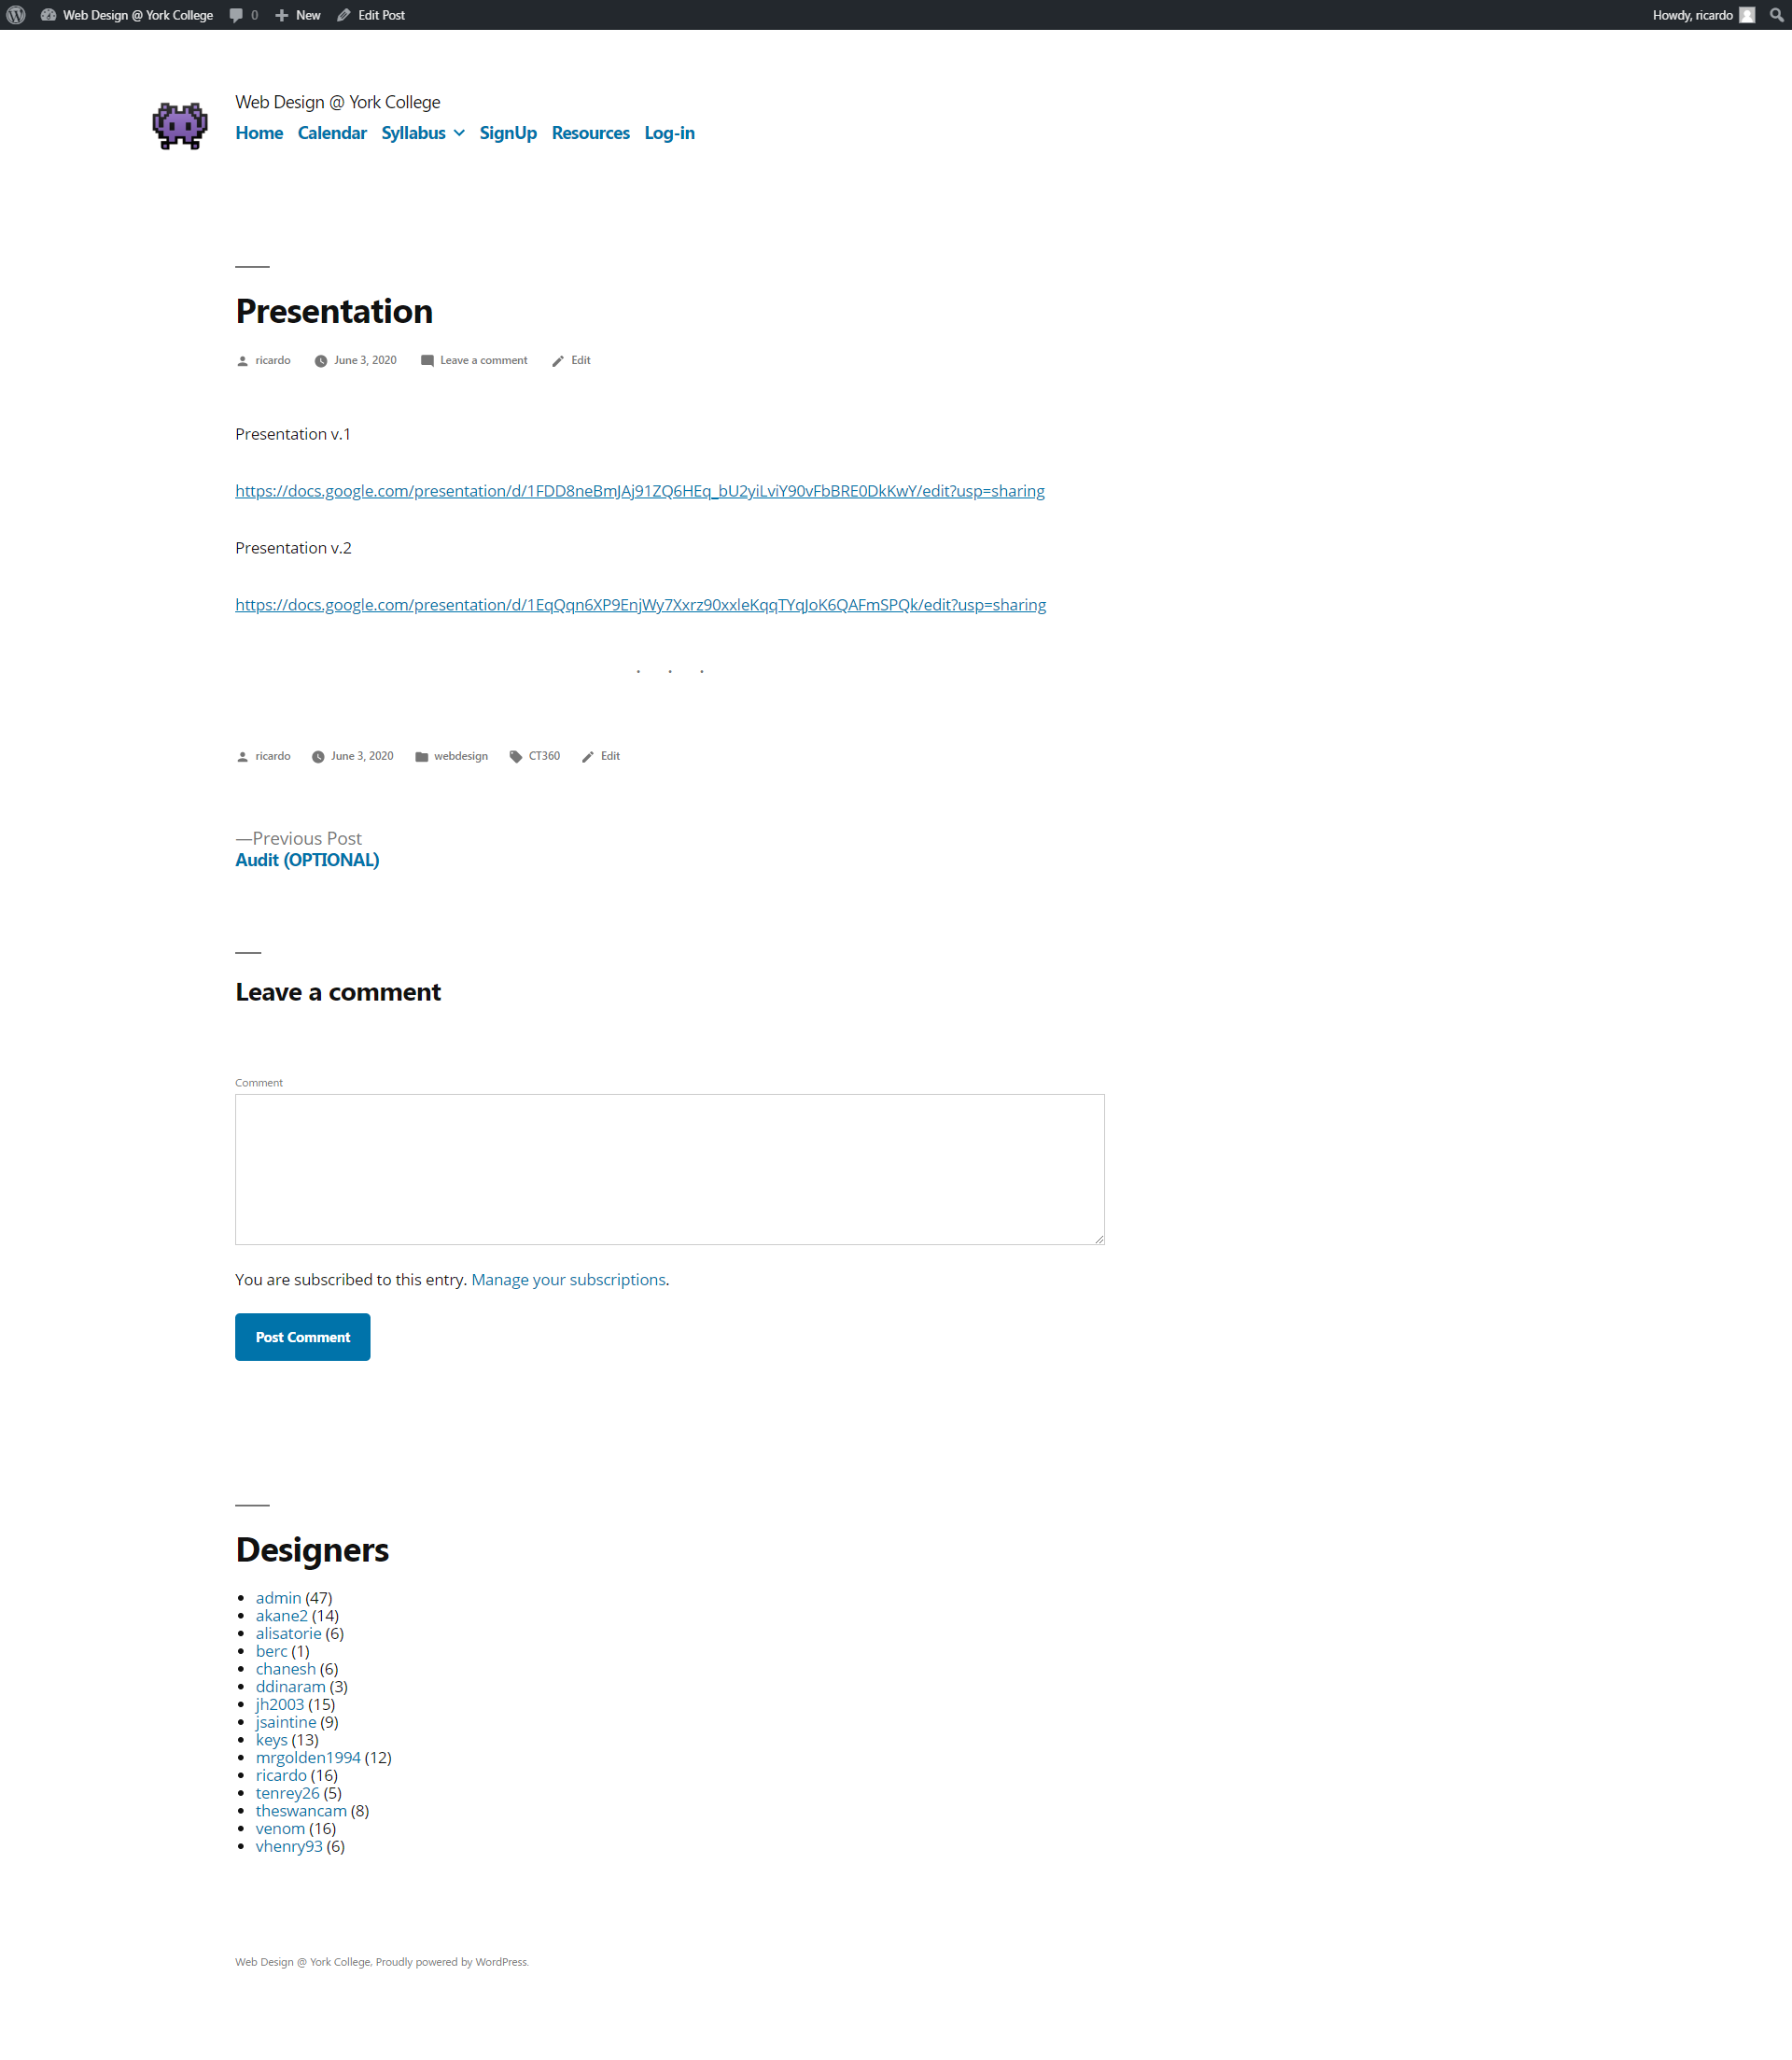 Web Design @ York College 0 New Edit Post Howdy, ricardo
Web Design @ York College
Home Calendar Syllabus SignUp Resources Log-in
Presentation
ricardo June 3, 2020 Leave a comment Edit
Presentation v.1
https://docs.google.com/presentation/d/1FDD8neBmJAj91ZQ6HEq_bU2yiLviY90vFbBRE0DkKwY/edit?usp=sharing
Presentation v.2
https://docs.google.com/presentation/d/1EqQqn6XP9EnjWy7Xxrz90xxleKqqTYqJoK6QAFmSPQk/edit?usp=sharing
. . .
ricardo June 3, 2020 webdesign CT360 Edit
—Previous Post
Audit (OPTIONAL)
Leave a comment
Comment
You are subscribed to this entry. Manage your subscriptions.
Post Comment
Designers
admin (47)
akane2 (14)
alisatorie (6)
berc (1)
chanesh (6)
ddinaram (3)
jh2003 (15)
jsaintine (9)
keys (13)
mrgolden1994 (12)
ricardo (16)
tenrey26 (5)
theswancam (8)
venom (16)
vhenry93 (6)
Web Design @ York College, Proudly powered by WordPress.